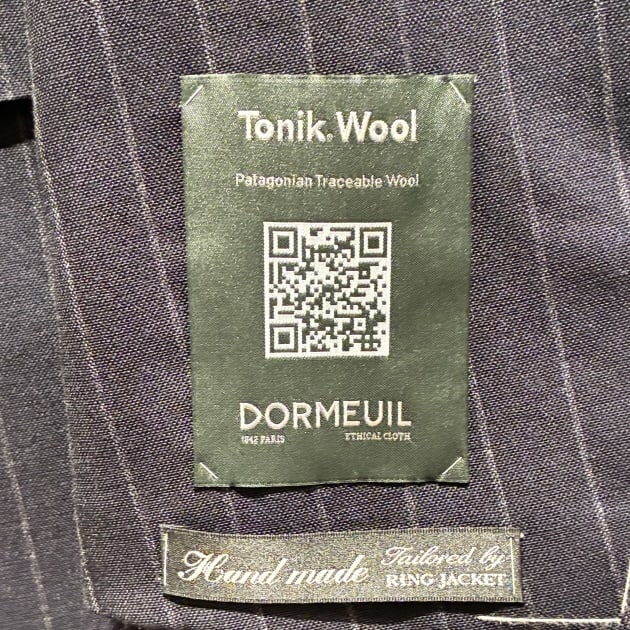 Tonik® Wool
Patagonian Traceable Wool
DORMEUIL
1842 PARIS ETHICAL CLOTH
Hand made Tailored by
RING JACKET